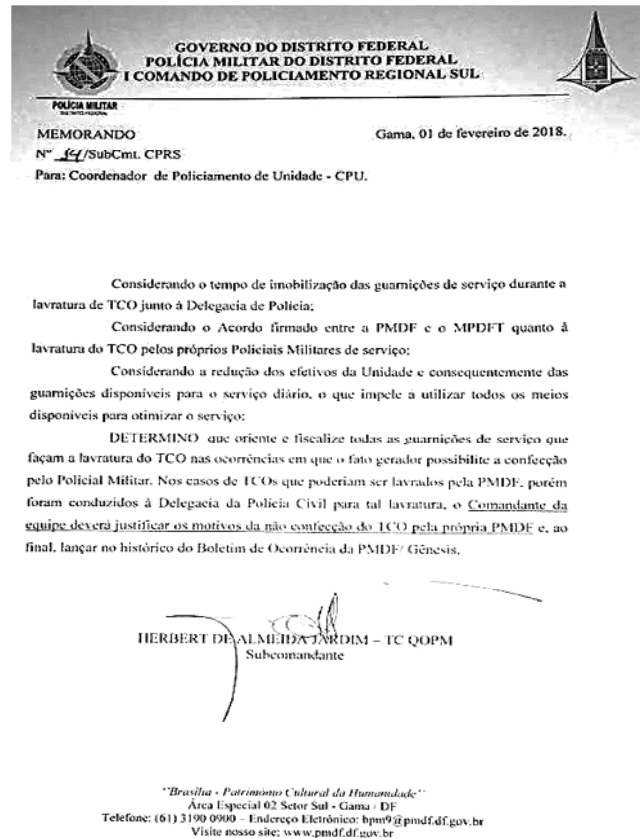 GOVERNO DO DISTRITO FEDERAL
POLÍCIA MILITAR DO DISTRITO FEDERAL
I COMANDO DE POLICIAMENTO REGIONAL SUL
POLÍCIA MILITAR
DISTRITO FEDERAL
MEMORANDO
Gama, 01 de fevereiro de 2018.
Nº 14/SubCmt. CPRS
Para: Coordenador de Policiamento de Unidade - CPU.
Considerando o tempo de imobilização das guarnições de serviço durante a
lavratura de TCO junto à Delegacia de Polícia;
Considerando o Acordo firmado entre a PMDF e o MPDFT quanto à
lavratura do TCO pelos próprios Policiais Militares de serviço;
Considerando a redução dos efetivos da Unidade e consequentemente das
guarnições disponíveis para o serviço diário, o que impele a utilizar todos os meios
disponíveis para otimizar o serviço;
DETERMINO que oriente e fiscalize todas as guarnições de serviço que
façam a lavratura do TCO nas ocorrências em que o fato gerador possibilite a confecção
pelo Policial Militar. Nos casos de TCOs que poderiam ser lavrados pela PMDF, porém
foram conduzidos à Delegacia da Polícia Civil para tal lavratura, o Comandante da
equipe deverá justificar os motivos da não confecção do TCO pela própria PMDF e, ao
final, lançar no histórico do Boletim de Ocorrência da PMDF/ Gênesis.
HERBERT DE ALMEIDA JARDIM – TC QOPM
Subcomandante
"Brasília - Patrimônio Cultural da Humanidade"
Área Especial 02 Setor Sul - Gama / DF
Telefone: (61) 3190 0900 – Endereço Eletrônico: bpm9@pmdf.df.gov.br
Visite nosso site: www.pmdf.df.gov.br